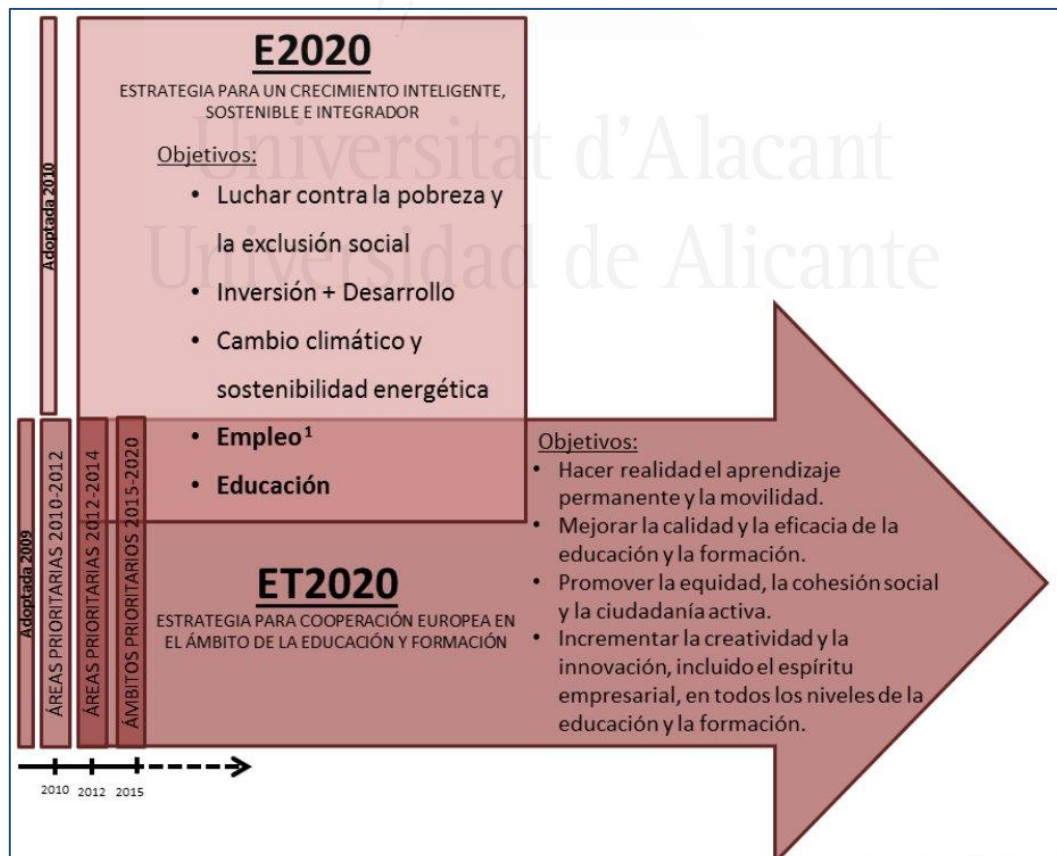 E2020
ESTRATEGIA PARA UN CRECIMIENTO INTELIGENTE,
SOSTENIBLE E INTEGRADOR
Universitat d'Alacant
Universidad de Alicante
Objetivos:
• Luchar contra la pobreza y
la exclusión social
• Inversión + Desarrollo
• Cambio climático y
sostenibilidad energética
• Empleo¹
• Educación
Adoptada 2010
Adoptada 2009
ÁREAS PRIORITARIAS 2010-2012
ÁREAS PRIORITARIAS 2012-2014
ÁMBITOS PRIORITARIOS 2015-2020
ET2020
ESTRATEGIA PARA COOPERACIÓN EUROPEA EN
EL ÁMBITO DE LA EDUCACIÓN Y FORMACIÓN
Objetivos:
• Hacer realidad el aprendizaje
permanente y la movilidad.
• Mejorar la calidad y la eficacia de la
educación y la formación.
• Promover la equidad, la cohesión social
y la ciudadanía activa.
• Incrementar la creatividad y la
innovación, incluido el espíritu
empresarial, en todos los niveles de la
educación y la formación.
2010 2012 2015